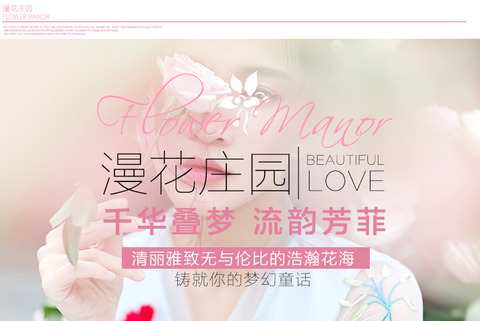 漫花庄园
FLOWER MANOR
Flower Manor
漫花庄园
BEAUTIFUL
LOVE
千华叠梦 流韵芳菲
清丽雅致无与伦比的浩瀚花海
铸就你的梦幻童话